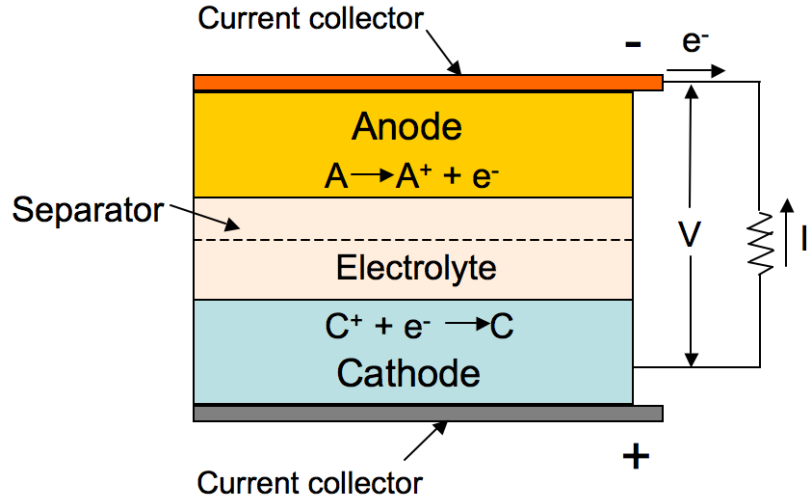 Current collector
- e⁻
Anode
A → A⁺ + e⁻
Separator
V
I
Electrolyte
C⁺ + e⁻ → C
Cathode
+
Current collector